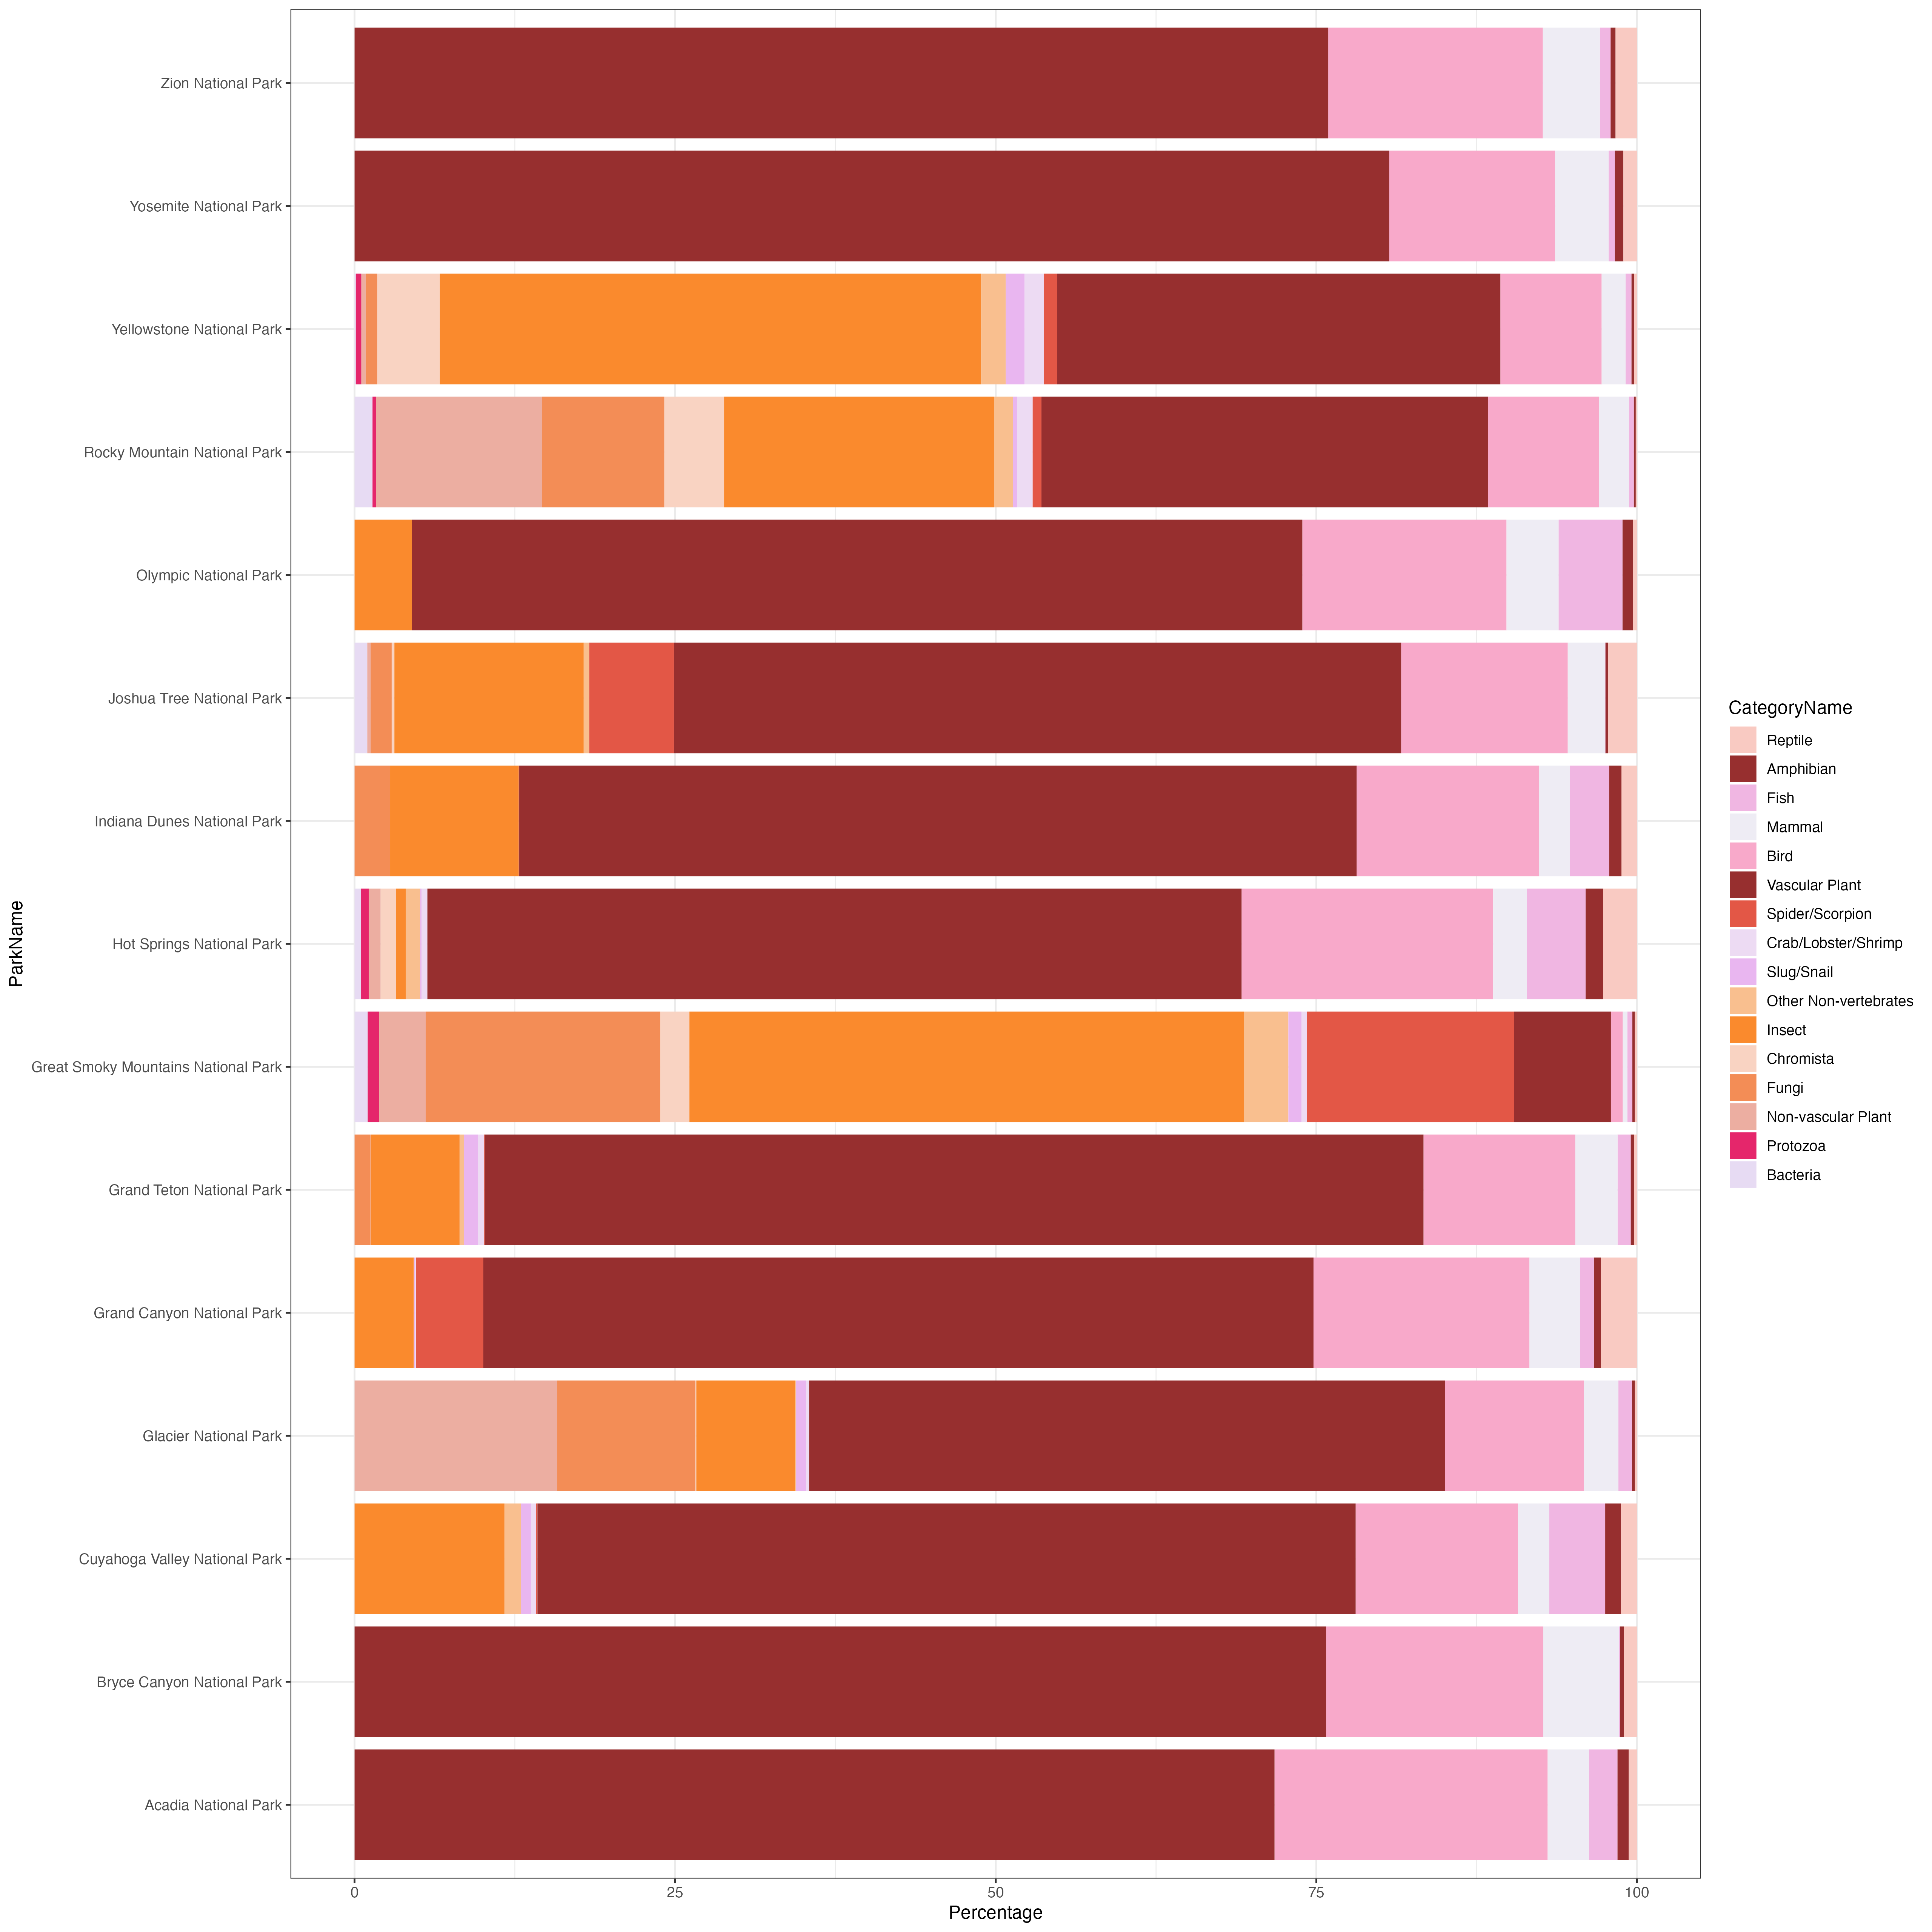 Zion National Park
Yosemite National Park
Yellowstone National Park
Rocky Mountain National Park
Olympic National Park
Joshua Tree National Park
Indiana Dunes National Park
Hot Springs National Park
Great Smoky Mountains National Park
Grand Teton National Park
Grand Canyon National Park
Glacier National Park
Cuyahoga Valley National Park
Bryce Canyon National Park
Acadia National Park
ParkName
0 25 50 75 100
Percentage
CategoryName
Reptile
Amphibian
Fish
Mammal
Bird
Vascular Plant
Spider/Scorpion
Crab/Lobster/Shrimp
Slug/Snail
Other Non-vertebrates
Insect
Chromista
Fungi
Non-vascular Plant
Protozoa
Bacteria